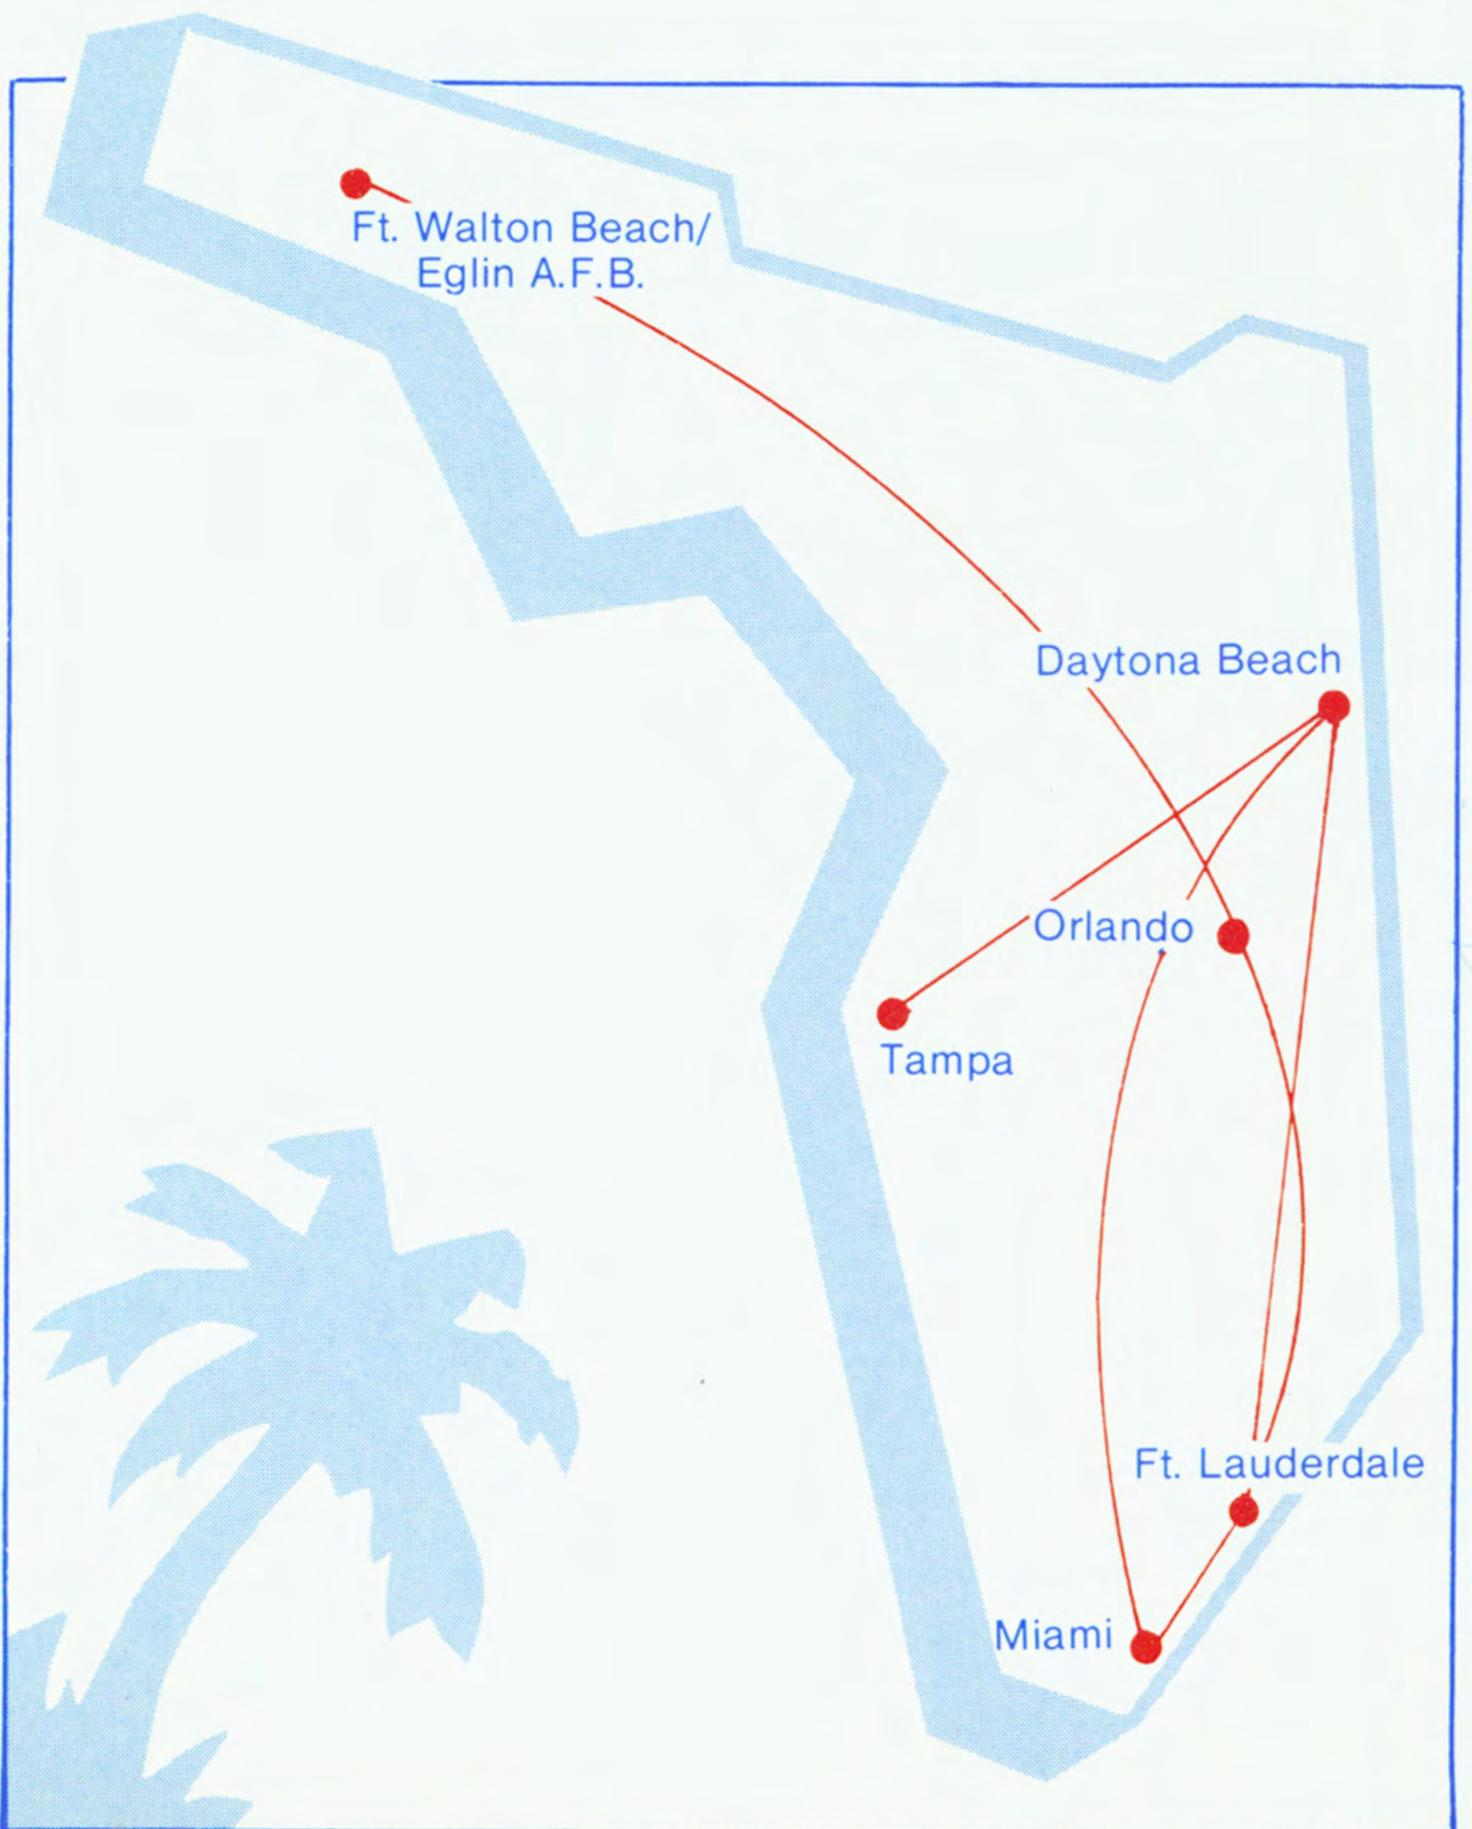 Ft. Walton Beach/
Eglin A.F.B.
Daytona Beach
Orlando
Tampa
Ft. Lauderdale
Miami